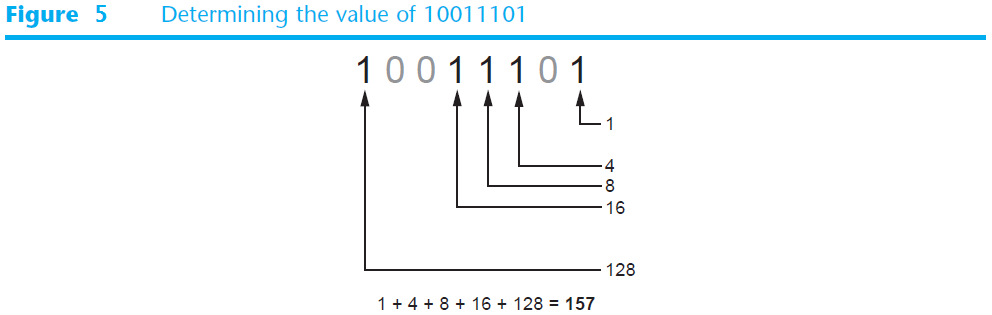 Figure 5 Determining the value of 10011101
1 0 0 1 1 1 0 1
1
4
8
16
128
1 + 4 + 8 + 16 + 128 = 157